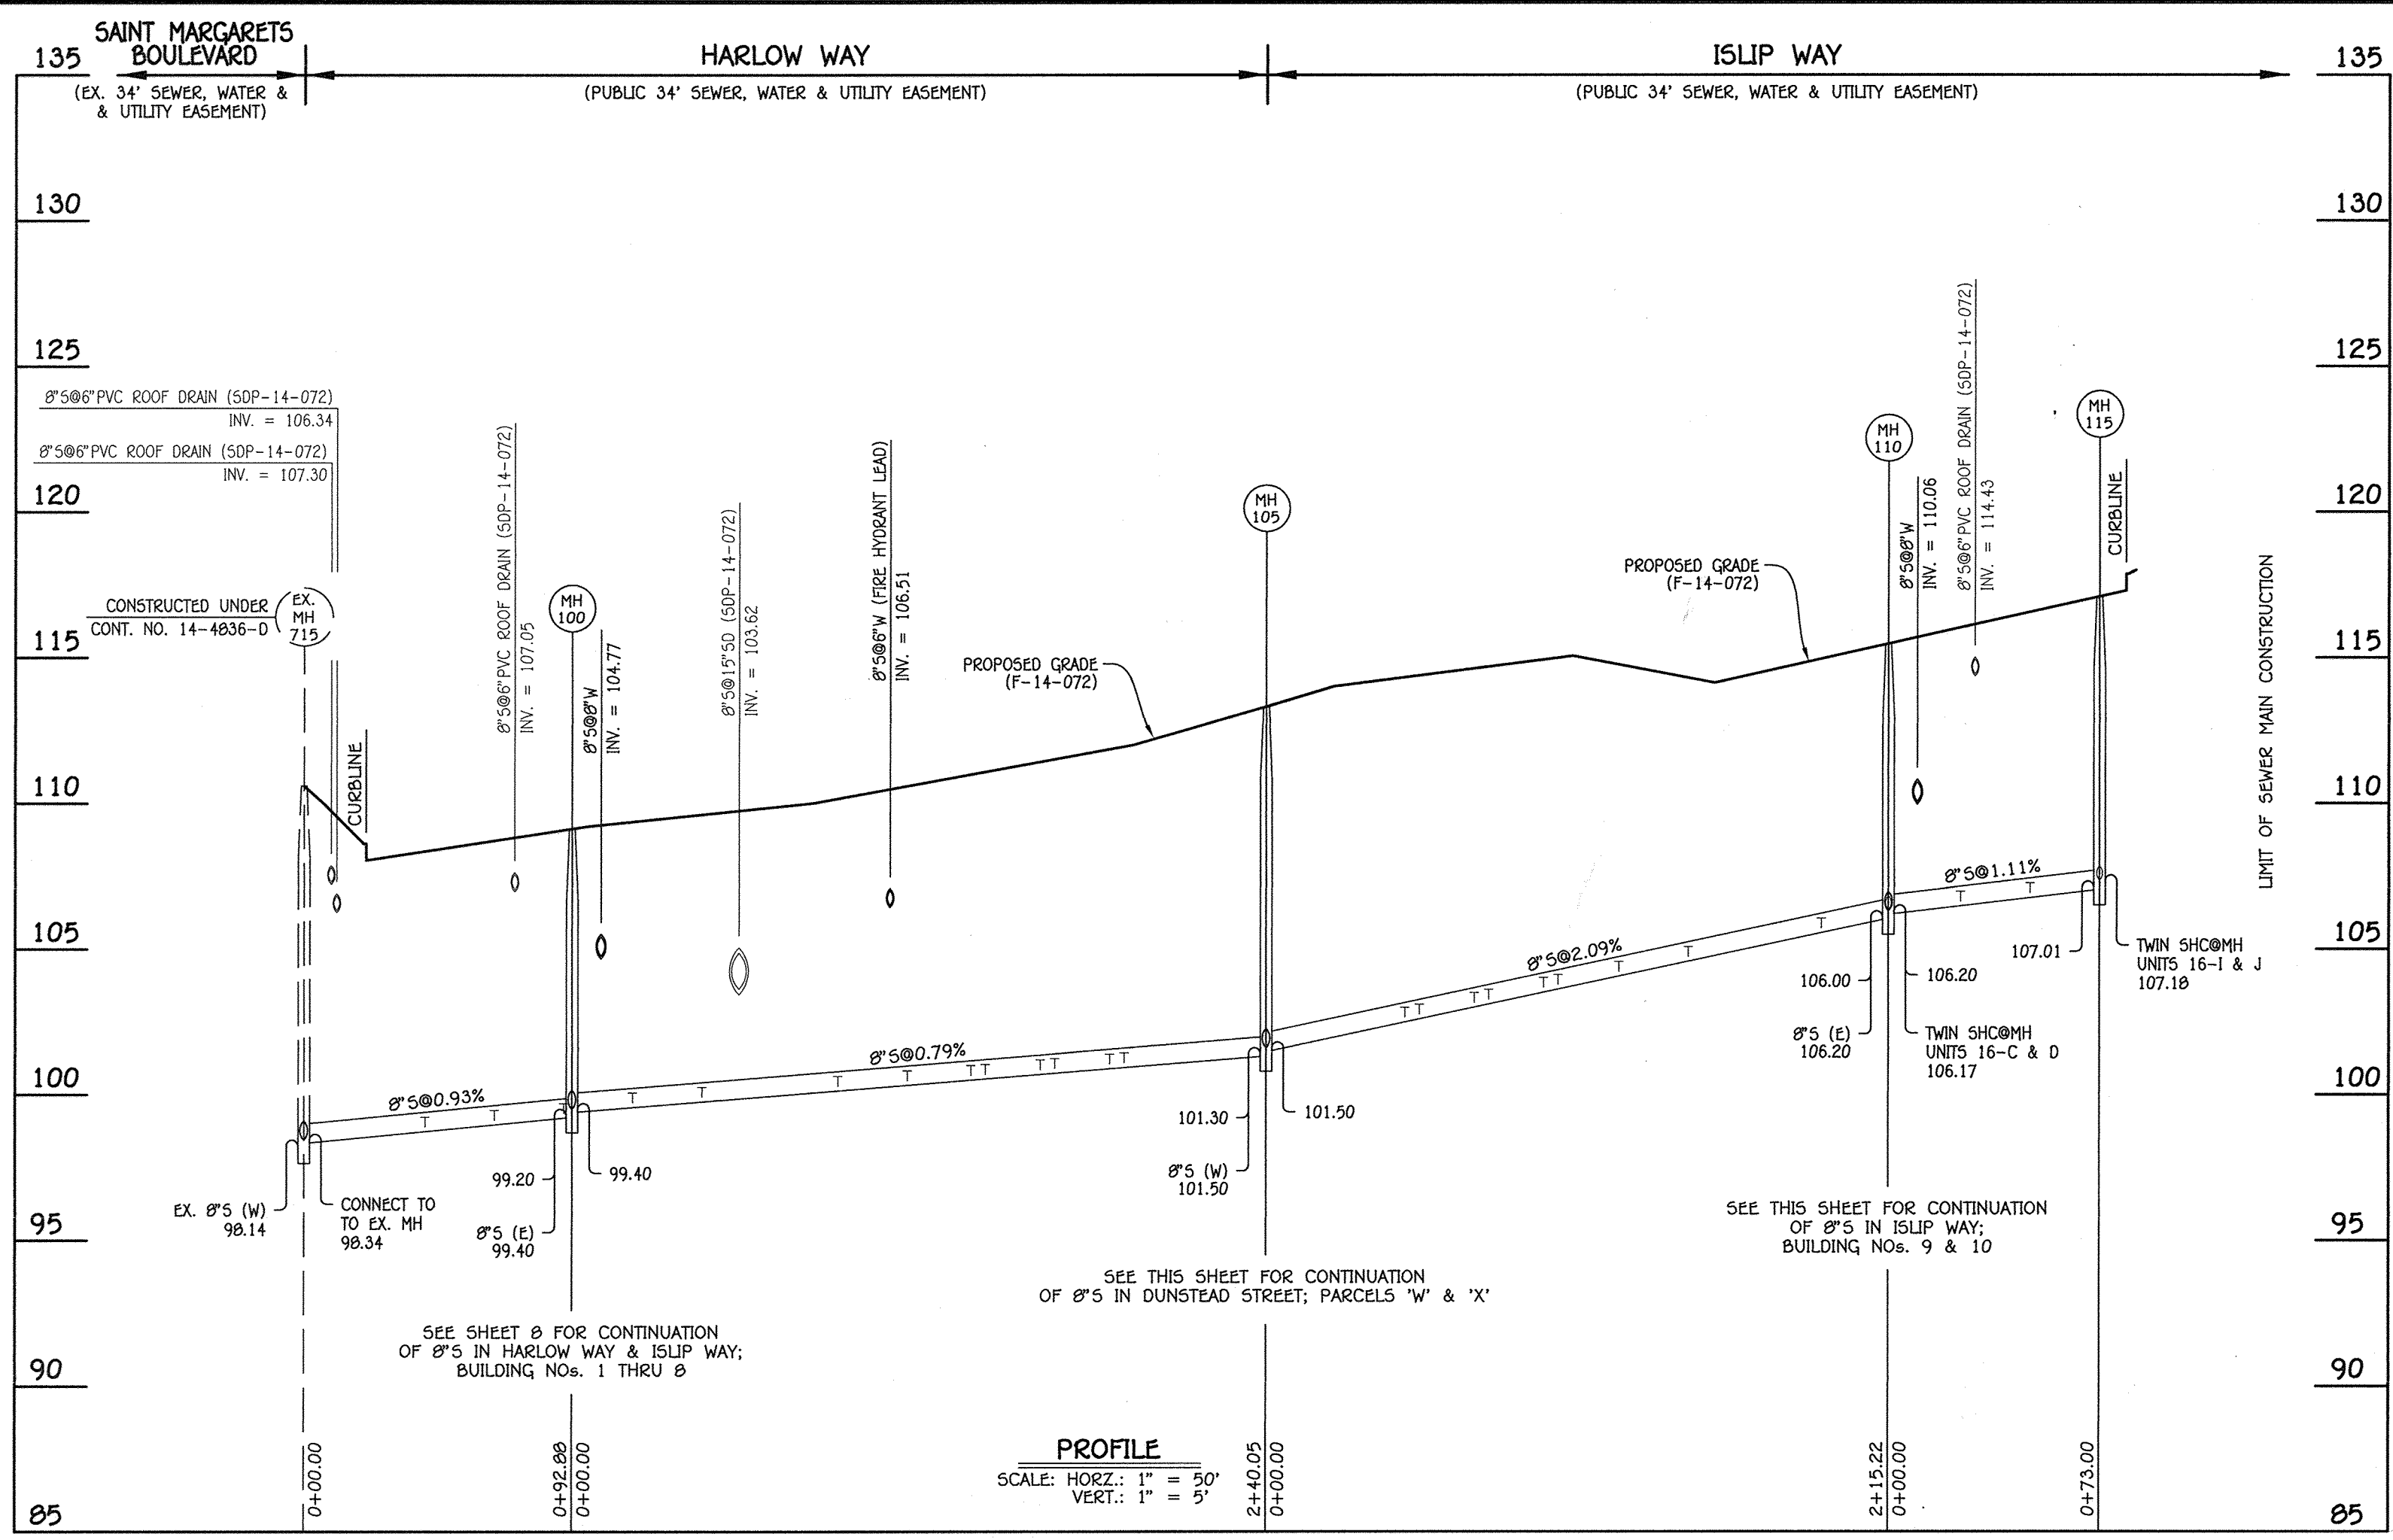 SAINT MARGARETS
BOULEVARD
(EX. 34' SEWER, WATER &
& UTILITY EASEMENT)
HARLOW WAY
(PUBLIC 34' SEWER, WATER & UTILITY EASEMENT)
ISLIP WAY
(PUBLIC 34' SEWER, WATER & UTILITY EASEMENT)
135
135
130
130
125
125
120
120
115
115
110
110
105
105
100
100
95
95
90
90
85
85
8"S@6"PVC ROOF DRAIN (SDP-14-072)
INV. = 106.34
8"S@6"PVC ROOF DRAIN (SDP-14-072)
INV. = 107.30
CONSTRUCTED UNDER
CONT. NO. 14-4836-D
EX.
MH
715
CURBLINE
8"S@6"PVC ROOF DRAIN (SDP-14-072)
INV. = 107.05
MH
100
8"S@8"W
INV. = 104.77
8"S@15"SD (SDP-14-072)
INV. = 103.62
8"S@6"W (FIRE HYDRANT LEAD)
INV. = 106.51
PROPOSED GRADE
(F-14-072)
MH
105
PROPOSED GRADE
(F-14-072)
MH
110
8"S@8"W
INV. = 110.06
8"S@6"PVC ROOF DRAIN (SDP-14-072)
INV. = 114.43
MH
115
CURBLINE
LIMIT OF SEWER MAIN CONSTRUCTION
8"S@0.93%
T T T
8"S@0.79%
T T T T T T T T T T
8"S@2.09%
T T T T T T T T T
8"S@1.11%
T T
EX. 8"S (W)
98.14
CONNECT TO
TO EX. MH
98.34
99.20
99.40
8"S (E)
99.40
101.30
101.50
8"S (W)
101.50
106.00
106.20
8"S (E)
106.20
TWIN SHC@MH
UNITS 16-C & D
106.17
107.01
TWIN SHC@MH
UNITS 16-I & J
107.18
SEE SHEET 8 FOR CONTINUATION
OF 8"S IN HARLOW WAY & ISLIP WAY;
BUILDING NOs. 1 THRU 8
SEE THIS SHEET FOR CONTINUATION
OF 8"S IN DUNSTEAD STREET; PARCELS 'W' & 'X'
SEE THIS SHEET FOR CONTINUATION
OF 8"S IN ISLIP WAY;
BUILDING NOs. 9 & 10
0+00.00
0+92.88
0+00.00
2+40.05
0+00.00
2+15.22
0+00.00
0+73.00
PROFILE
SCALE: HORZ.: 1" = 50'
VERT.: 1" = 5'